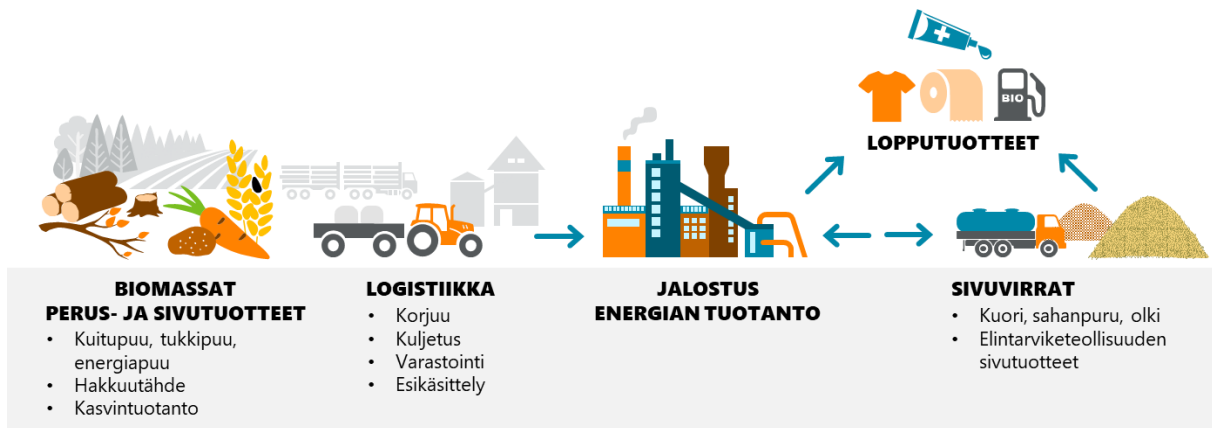 BIO
LOPPUTUOTTEET
BIOMASSAT
PERUS- JA SIVUTUOTTEET
• Kuitupuu, tukkipuu,
energiapuu
• Hakkuutähde
• Kasvintuotanto
LOGISTIIKKA
• Korjuu
• Kuljetus
• Varastointi
• Esikäsittely
JALOSTUS
ENERGIAN TUOTANTO
SIVUVIRRAT
• Kuori, sahanpuru, olki
• Elintarviketeollisuuden
sivutuotteet